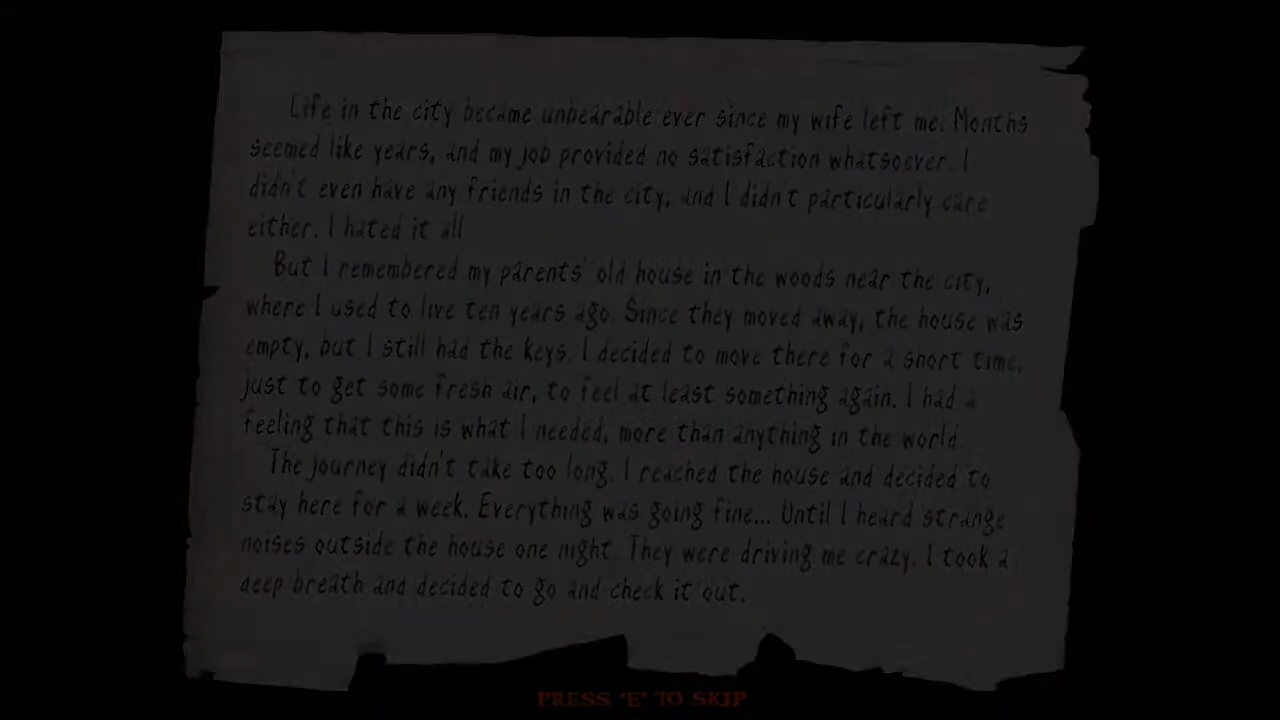 Life in the city became unbearable ever since my wife left me. Months
seemed like years, and my job provided no satisfaction whatsoever. I
didn't even have any friends in the city, and I didn't particularly care
either. I hated it all
But I remembered my parents' old house in the woods near the city,
where I used to live ten years ago. Since they moved away, the house was
empty, but I still had the keys. I decided to move there for a short time,
just to get some fresh air, to feel at least something again. I had a
feeling that this is what I needed, more than anything in the world.
The journey didn't take too long. I reached the house and decided to
stay here for a week. Everything was going fine... Until I heard strange
noises outside the house one night. They were driving me crazy. I took a
deep breath and decided to go and check it out.
PRESS 'E' TO SKIP